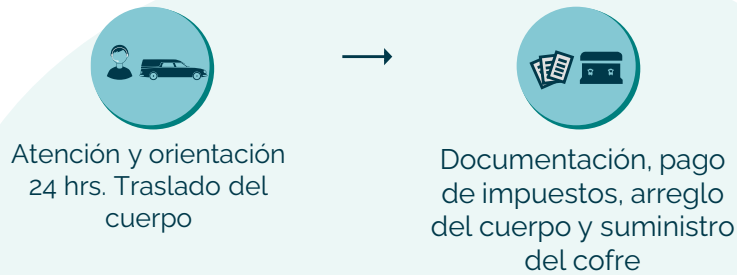 Atención y orientación
24 hrs. Traslado del
cuerpo
Documentación, pago
de impuestos, arreglo
del cuerpo y suministro
del cofre